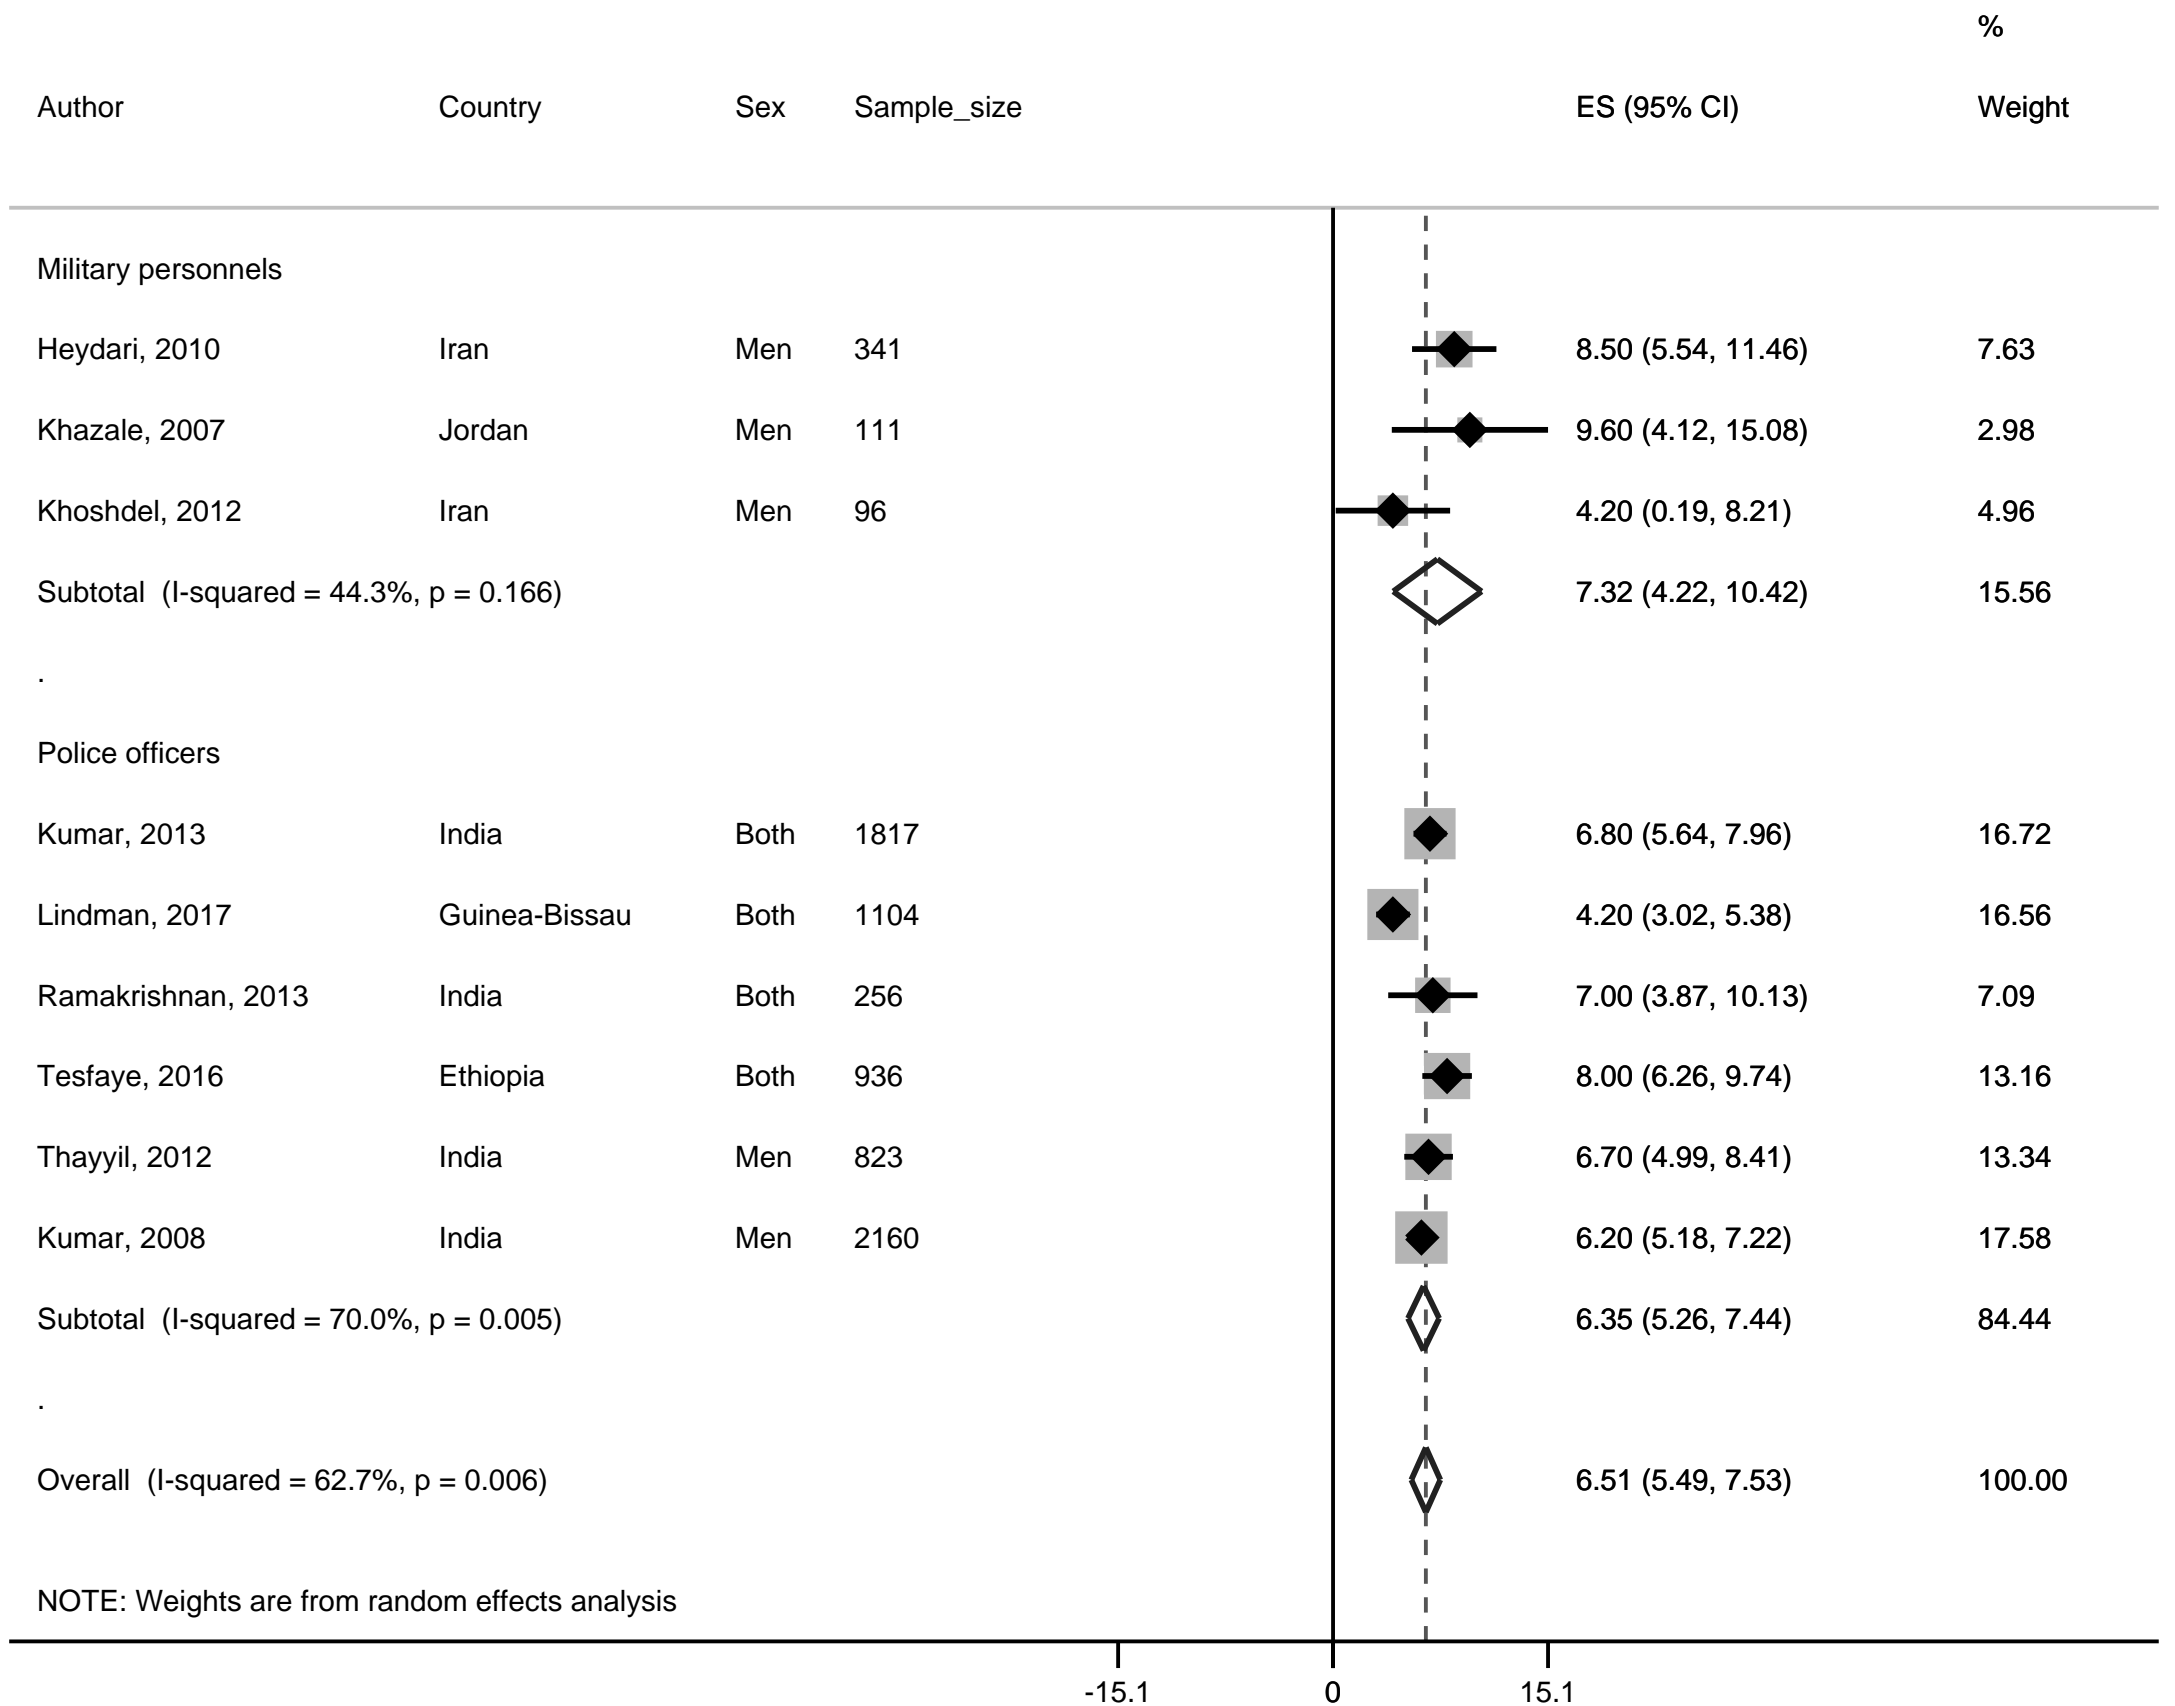 %
Author Country Sex Sample_size ES (95% CI) Weight
Military personnels
Heydari, 2010 Iran Men 341 8.50 (5.54, 11.46) 7.63
Khazale, 2007 Jordan Men 111 9.60 (4.12, 15.08) 2.98
Khoshdel, 2012 Iran Men 96 4.20 (0.19, 8.21) 4.96
Subtotal (I-squared = 44.3%, p = 0.166) 7.32 (4.22, 10.42) 15.56
.
Police officers
Kumar, 2013 India Both 1817 6.80 (5.64, 7.96) 16.72
Lindman, 2017 Guinea-Bissau Both 1104 4.20 (3.02, 5.38) 16.56
Ramakrishnan, 2013 India Both 256 7.00 (3.87, 10.13) 7.09
Tesfaye, 2016 Ethiopia Both 936 8.00 (6.26, 9.74) 13.16
Thayyil, 2012 India Men 823 6.70 (4.99, 8.41) 13.34
Kumar, 2008 India Men 2160 6.20 (5.18, 7.22) 17.58
Subtotal (I-squared = 70.0%, p = 0.005) 6.35 (5.26, 7.44) 84.44
.
Overall (I-squared = 62.7%, p = 0.006) 6.51 (5.49, 7.53) 100.00
NOTE: Weights are from random effects analysis
-15.1 0 15.1